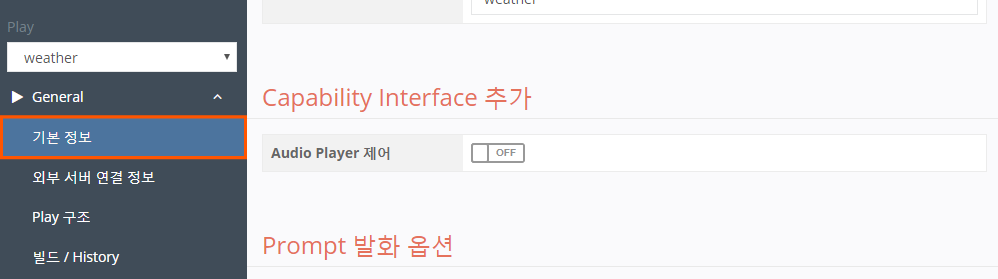 Play
weather
General
기본 정보
외부 서버 연결 정보
Play 구조
빌드 / History
weather
Capability Interface 추가
Audio Player 제어
OFF
Prompt 발화 옵션